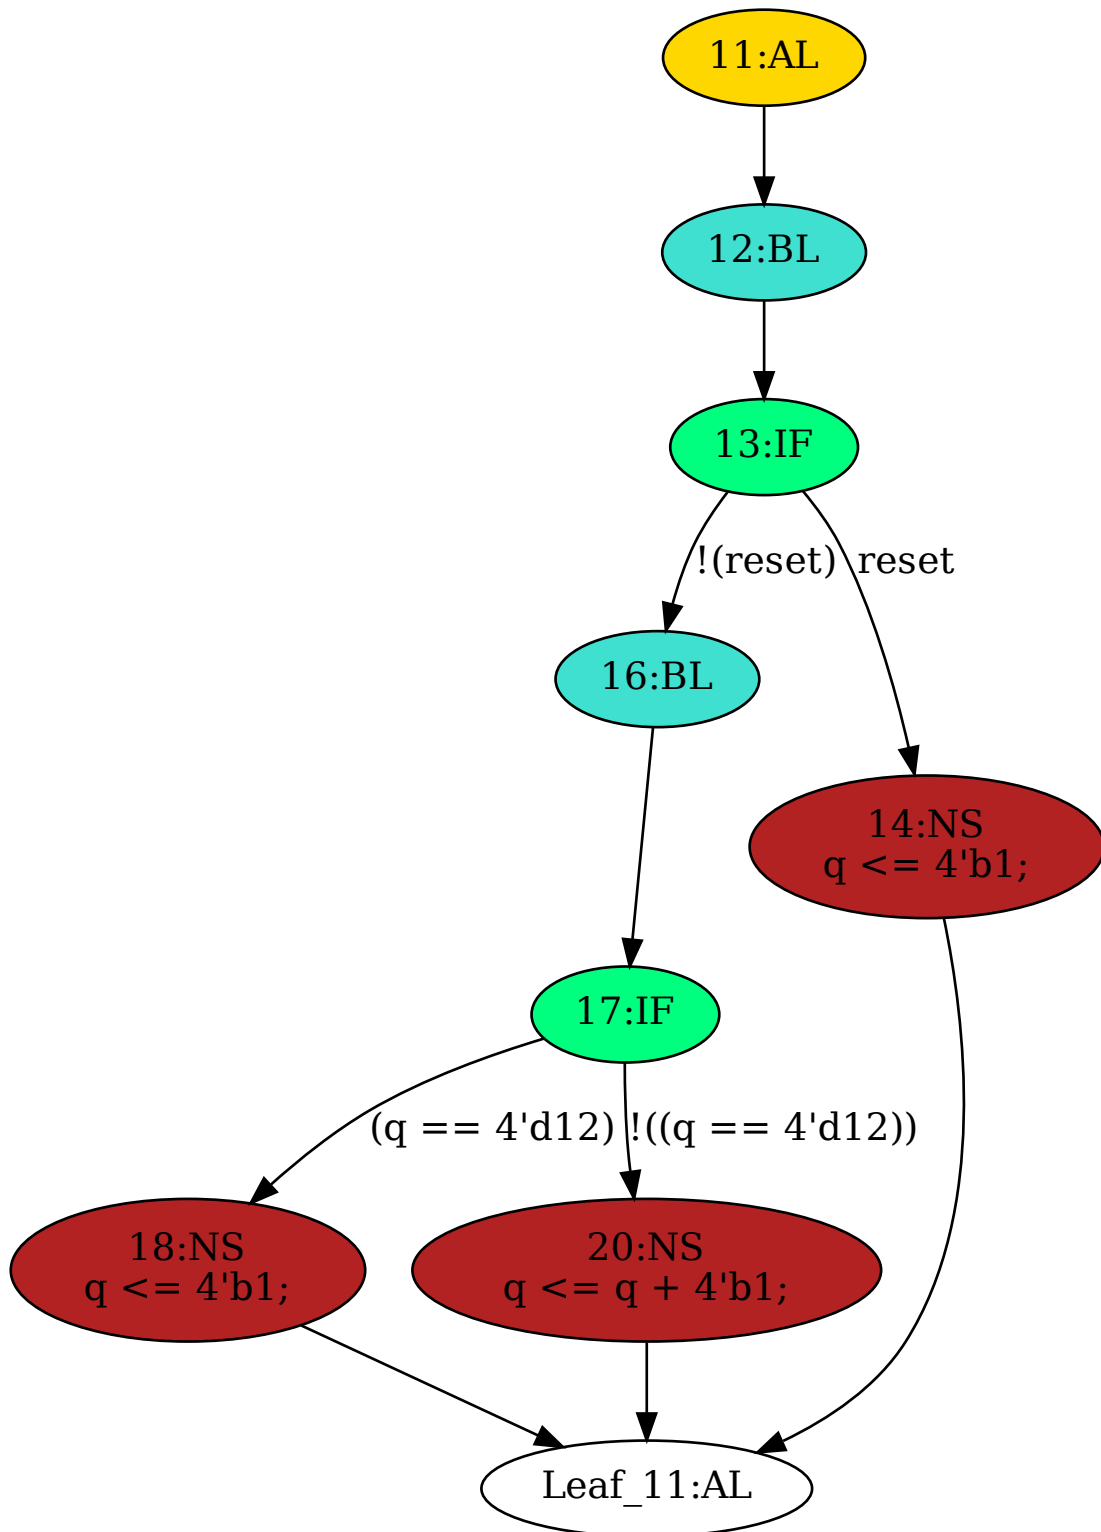 11:AL
12:BL
13:IF
!(reset)
reset
16:BL
14:NS
q <= 4'b1;
17:IF
(q == 4'd12)
!((q == 4'd12))
18:NS
q <= 4'b1;
20:NS
q <= q + 4'b1;
Leaf_11:AL